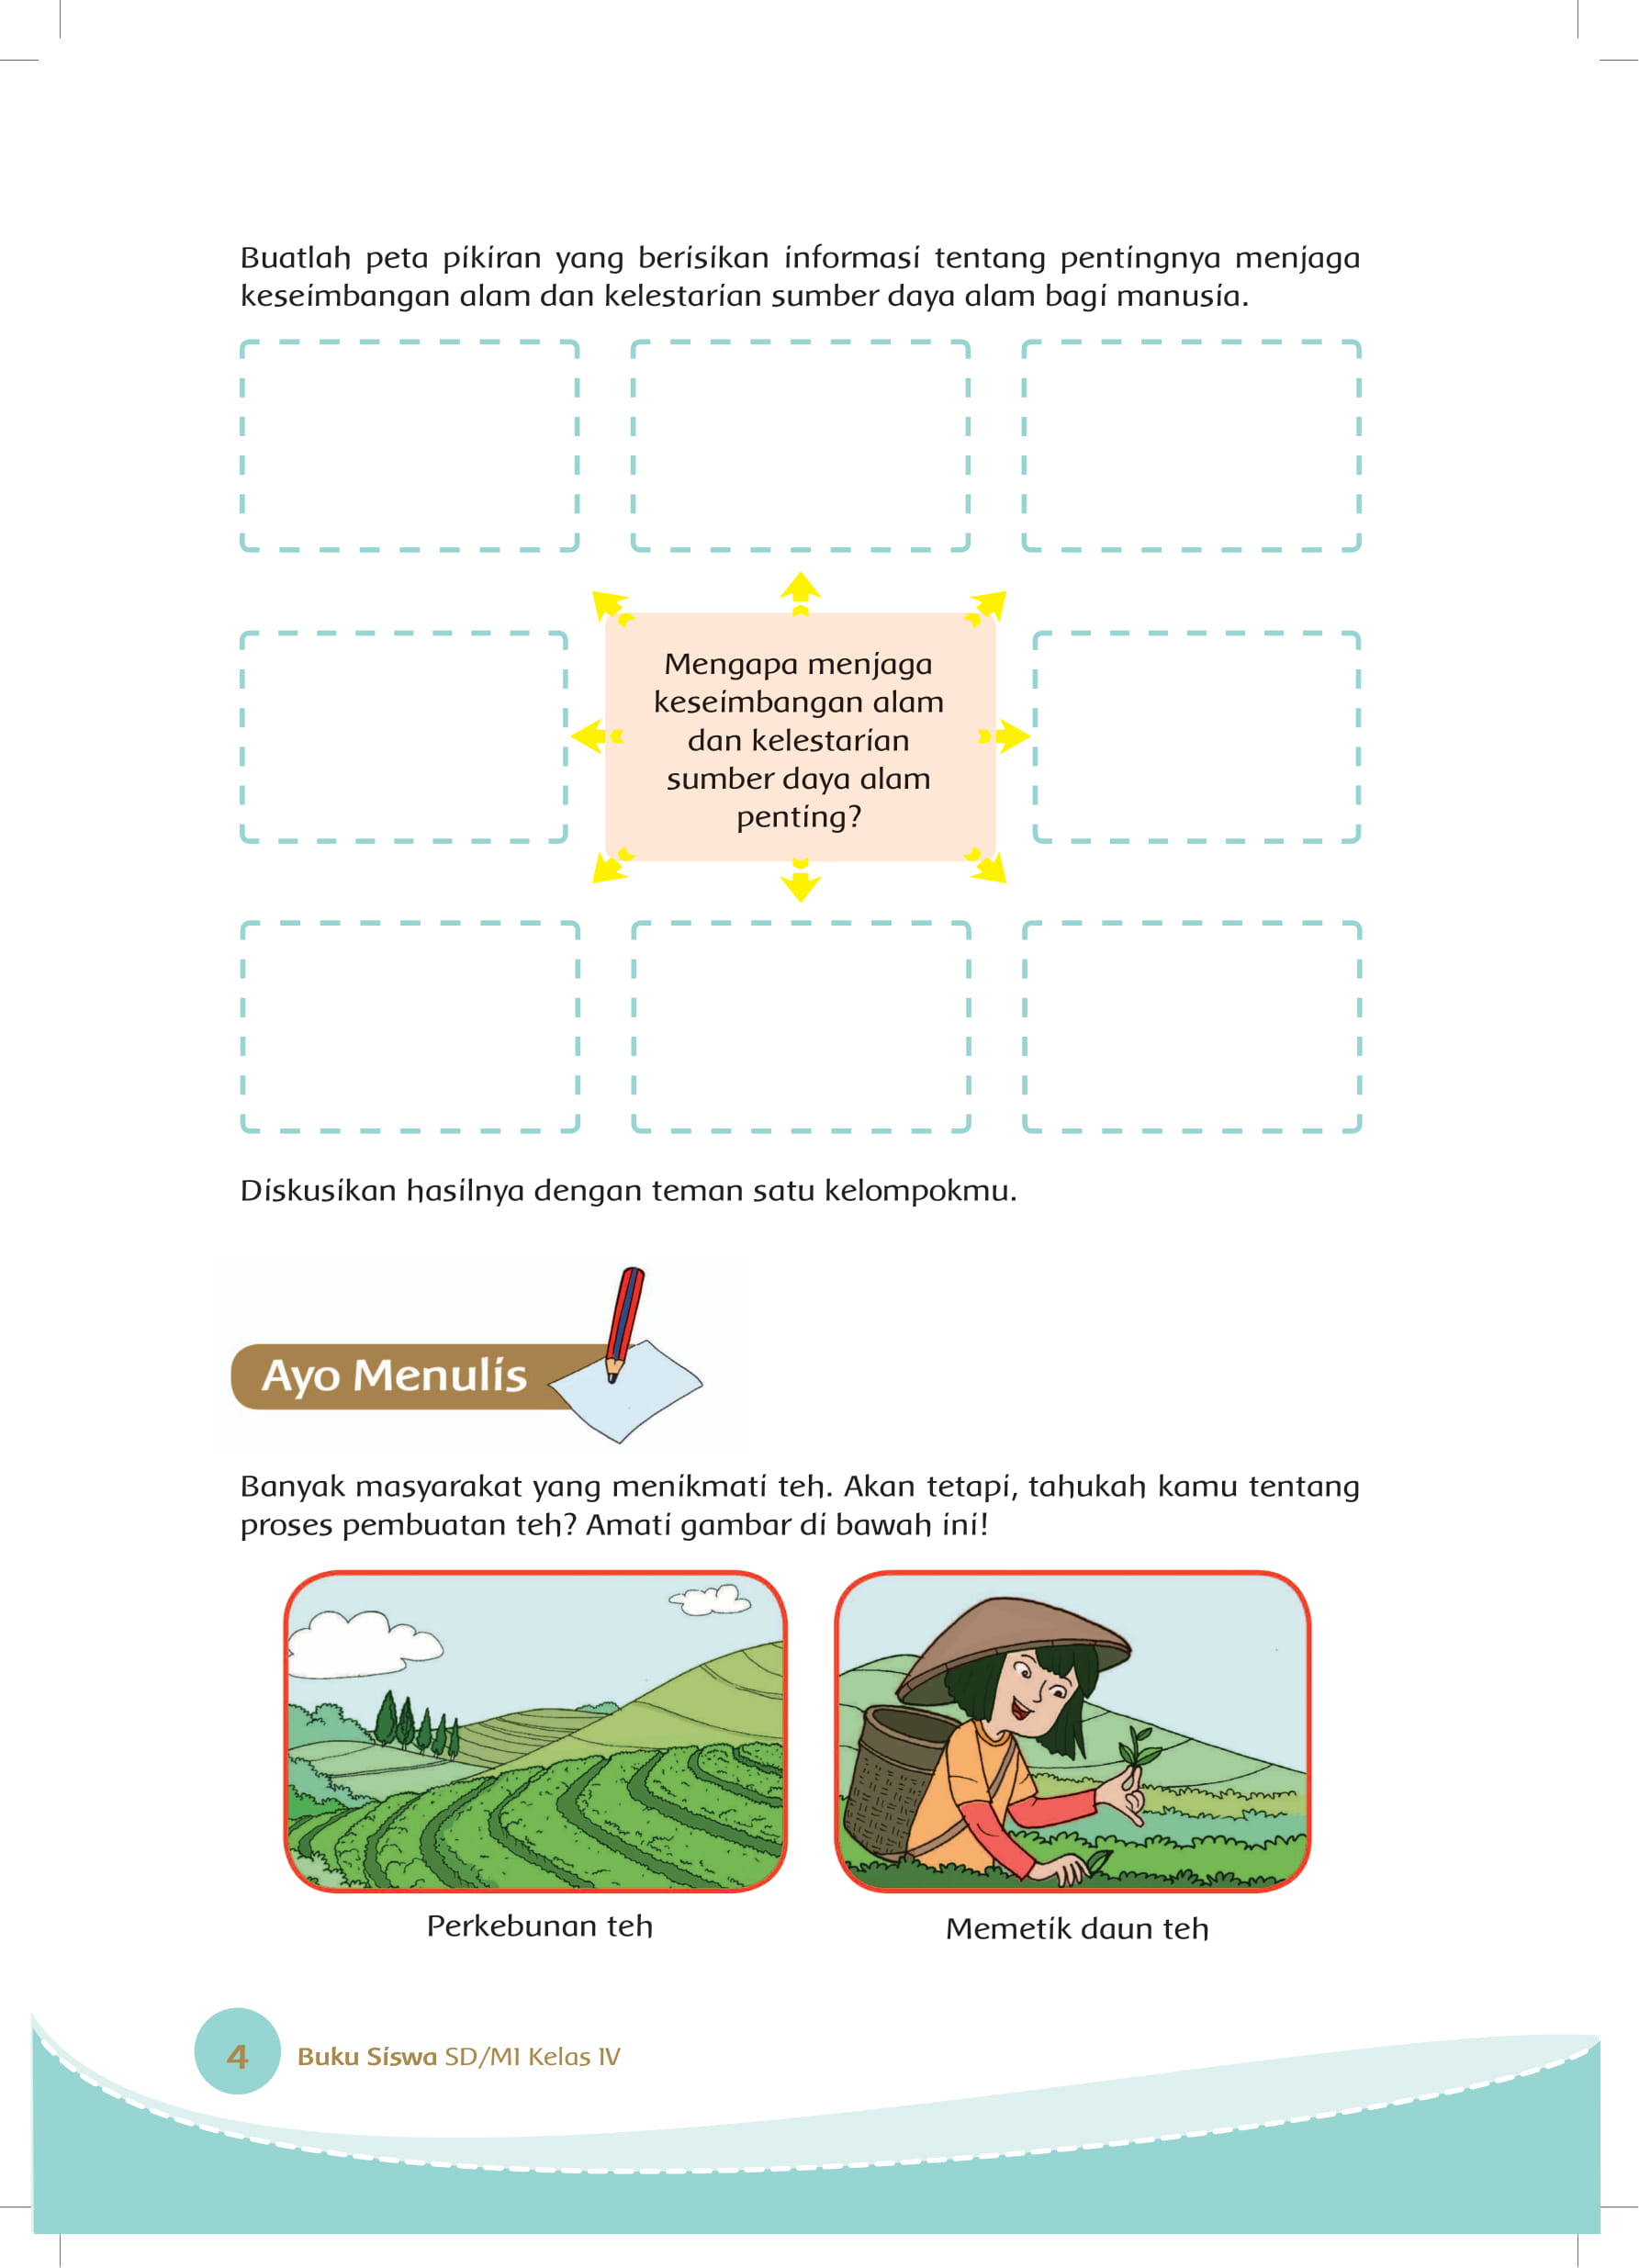 Buatlah peta pikiran yang berisikan informasi tentang pentingnya menjaga
keseimbangan alam dan kelestarian sumber daya alam bagi manusia.
Mengapa menjaga
keseimbangan alam
dan kelestarian
sumber daya alam
penting?
Diskusikan hasilnya dengan teman satu kelompokmu.
Ayo Menulis
Banyak masyarakat yang menikmati teh. Akan tetapi, tahukah kamu tentang
proses pembuatan teh? Amati gambar di bawah ini!
Perkebunan teh
Memetik daun teh
4
Buku Siswa SD/MI Kelas IV